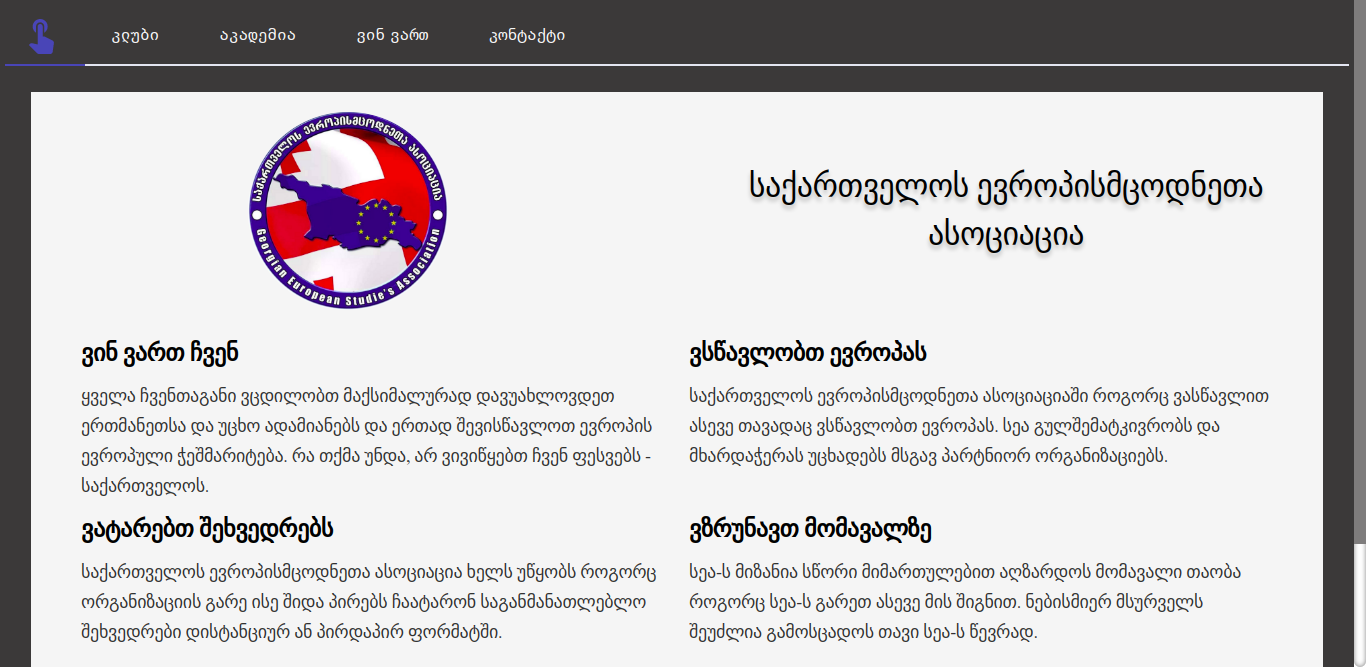 კლუბი აკადემია ვინ ვართ კონტაქტი
საქართველოს ევროპისმცოდნეთა ასოციაცია
Georgian European Studie's Association
საქართველოს ევროპისმცოდნეთა
ასოციაცია
ვინ ვართ ჩვენ
ყველა ჩვენთაგანი ვცდილობთ მაქსიმალურად დავუახლოვდეთ
ერთმანეთსა და უცხო ადამიანებს და ერთად შევისწავლოთ ევროპის
ევროპული ჭეშმარიტება. რა თქმა უნდა, არ ვივიწყებთ ჩვენ ფესვებს -
საქართველოს.
ვსწავლობთ ევროპას
საქართველოს ევროპისმცოდნეთა ასოციაციაში როგორც ვასწავლით
ასევე თავადაც ვსწავლობთ ევროპას. სეა გულშემატკივრობს და
მხარდაჭერას უცხადებს მსგავ პარტნიორ ორგანიზაციებს.
ვატარებთ შეხვედრებს
საქართველოს ევროპისმცოდნეთა ასოციაცია ხელს უწყობს როგორც
ორგანიზაციის გარე ისე შიდა პირებს ჩაატარონ საგანმანათლებლო
შეხვედრები დისტანციურ ან პირდაპირ ფორმატში.
ვზრუნავთ მომავალზე
სეა-ს მიზანია სწორი მიმართულებით აღზარდოს მომავალი თაობა
როგორც სეა-ს გარეთ ასევე მის შიგნით. ნებისმიერ მსურველს
შეუძლია გამოსცადოს თავი სეა-ს წევრად.